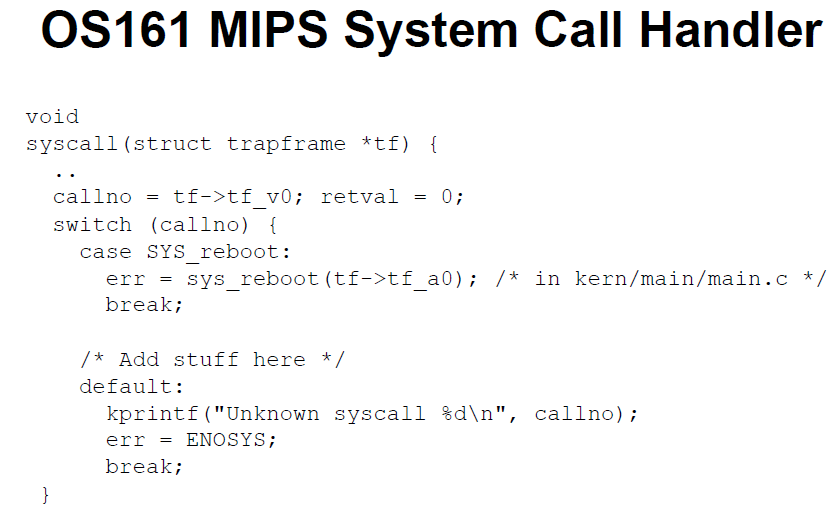 OS161 MIPS System Call Handler
void
syscall(struct trapframe *tf) {
..
callno = tf->tf_v0; retval = 0;
switch (callno) {
case SYS_reboot:
err = sys_reboot(tf->tf_a0); /* in kern/main/main.c */
break;
/* Add stuff here */
default:
kprintf("Unknown syscall %d\n", callno);
err = ENOSYS;
break;
}